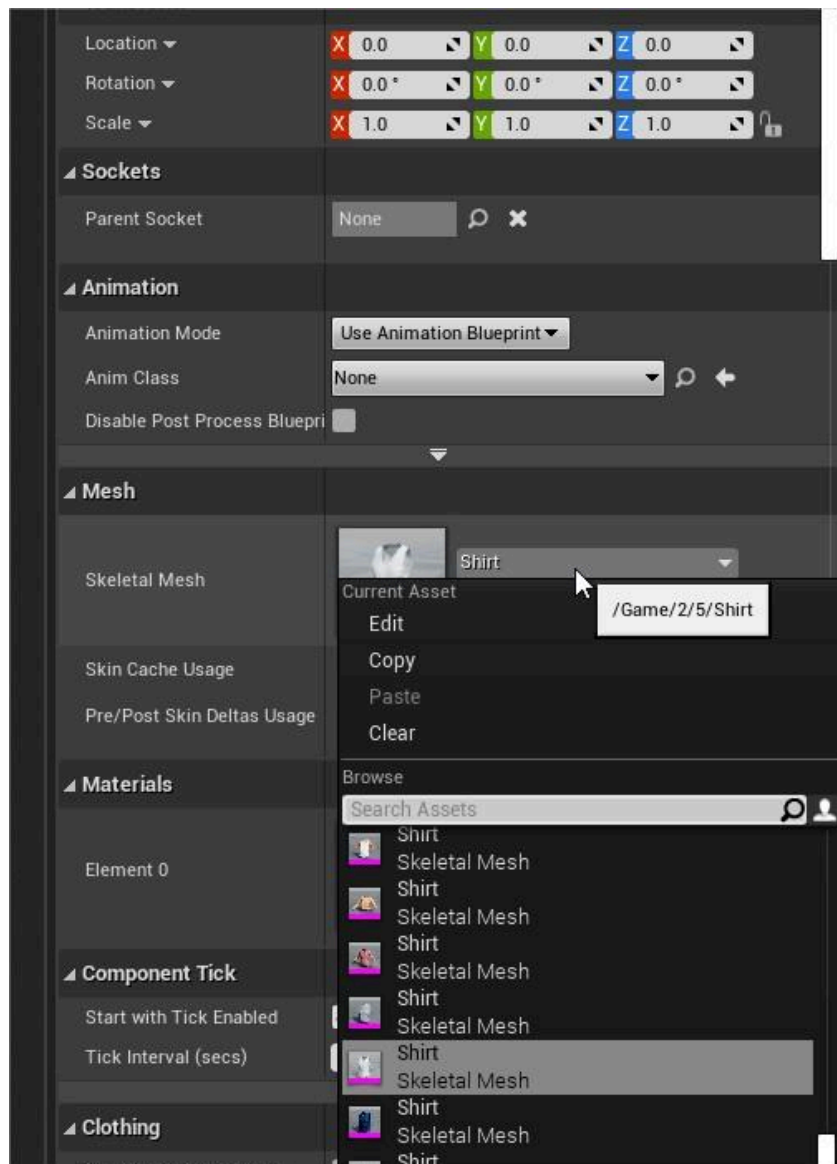 Location
X 0.0 Y 0.0 Z 0.0
Rotation
X 0.0° Y 0.0° Z 0.0°
Scale
X 1.0 Y 1.0 Z 1.0
Sockets
Parent Socket
None
Animation
Animation Mode
Use Animation Blueprint
Anim Class
None
Disable Post Process Bluepri
Mesh
Skeletal Mesh
Shirt
/Game/2/5/Shirt
Current Asset
Edit
Copy
Paste
Clear
Skin Cache Usage
Pre/Post Skin Deltas Usage
Materials
Element 0
Browse
Search Assets
Shirt
Skeletal Mesh
Shirt
Skeletal Mesh
Shirt
Skeletal Mesh
Shirt
Skeletal Mesh
Shirt
Skeletal Mesh
Shirt
Skeletal Mesh
Shirt
Component Tick
Start with Tick Enabled
Tick Interval (secs)
Clothing